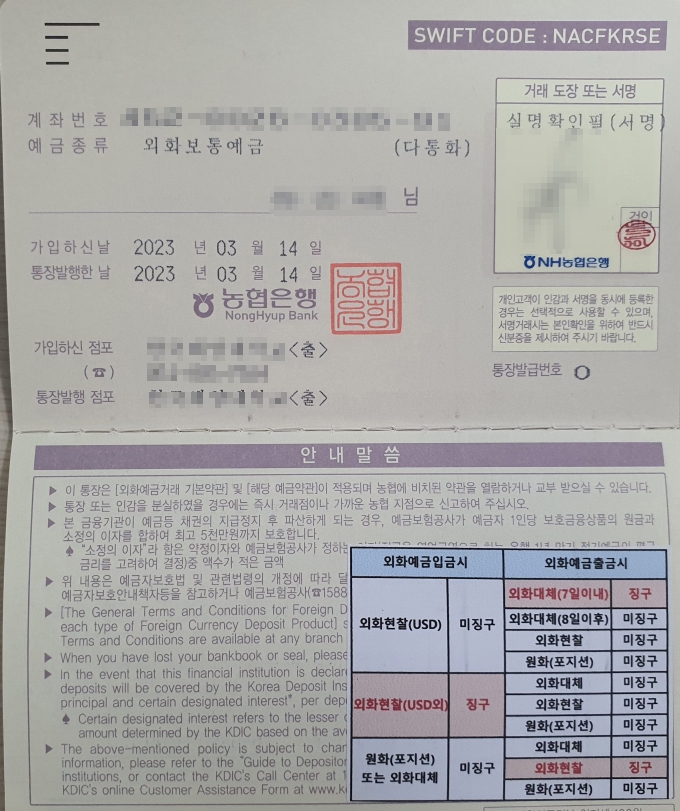 SWIFT CODE : NACFKRSE
거래 도장 또는 서명
실명확인필(서명)
계좌번호
예금종류 외화보통예금 (다통화)
님
검인
NH농협은행
가입하신날 2023 년 03 월 14 일
통장발행한 날 2023 년 03 월 14 일
농협은행
NongHyup Bank
개인고객이 인감과 서명을 동시에 등록한
경우는 선택적으로 사용할 수 있으며,
서명거래시는 본인확인을 위하여 반드시
신분증을 제시하여 주시기 바랍니다.
가입하신 점포 <출>
(☎)
통장발행 점포 <출>
통장발급번호 O
안내말씀
▶ 이 통장은 [외화예금거래 기본약관] 및 [해당 예금약관]이 적용되며 농협에 비치된 약관을 열람하거나 교부 받으실 수 있습니다.
▶ 통장 또는 인감을 분실하였을 경우에는 즉시 거래점이나 가까운 농협 지점으로 신고하여 주십시오.
▶ 본 금융기관이 예금등 채권의 지급정지 후 파산하게 되는 경우, 예금보험공사가 예금자 1인당 보호금융상품의 원금과
소정의 이자를 합하여 최고 5천만원까지 보호합니다.
♠ "소정의 이자"라 함은 약정이자와 예금보험공사가 정하는
금리를 고려하여 결정)중 액수가 적은 금액
▶ 위 내용은 예금자보호법 및 관련법령의 개정에 따라
예금자보호안내책자등을 참고하거나 예금보험공사(☎1588
▶ [The General Terms and Conditions for Foreign
each type of Foreign Currency Deposit Product]
Terms and Conditions are available at any branch
▶ When you have lost your bankbook or seal, please
▶ In the event that this financial institution is
deposits will be covered by the Korea Deposit
principal and certain designated interest*, per
♠ Certain designated interest refers to the lesser
amount determined by the KDIC based on the
▶ The above-mentioned policy is subject to
information, please refer to the "Guide to
institutions, or contact the KDIC's Call Center at 1
KDIC's online Customer Assistance Form at
외화예금입금시 외화예금출금시
외화현찰(USD) 미징구 외화대체(7일이내) 징구
외화대체(8일이후) 미징구
외화현찰 미징구
원화(포지션) 미징구
외화현찰(USD외) 징구 외화대체 미징구
외화현찰 미징구
원화(포지션) 미징구
원화(포지션) 또는 외화대체 미징구 외화대체 미징구
외화현찰 징구
원화(포지션) 미징구